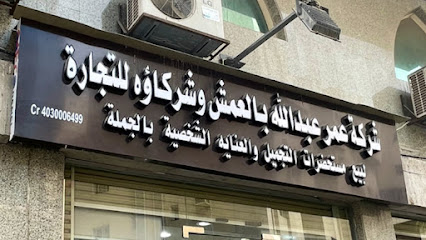 شركة عمر عبدالله بالعمش وشركاؤه للتجارة
لبيع مستحضرات التجميل والعناية الشخصية بالجملة
Cr 4030006499